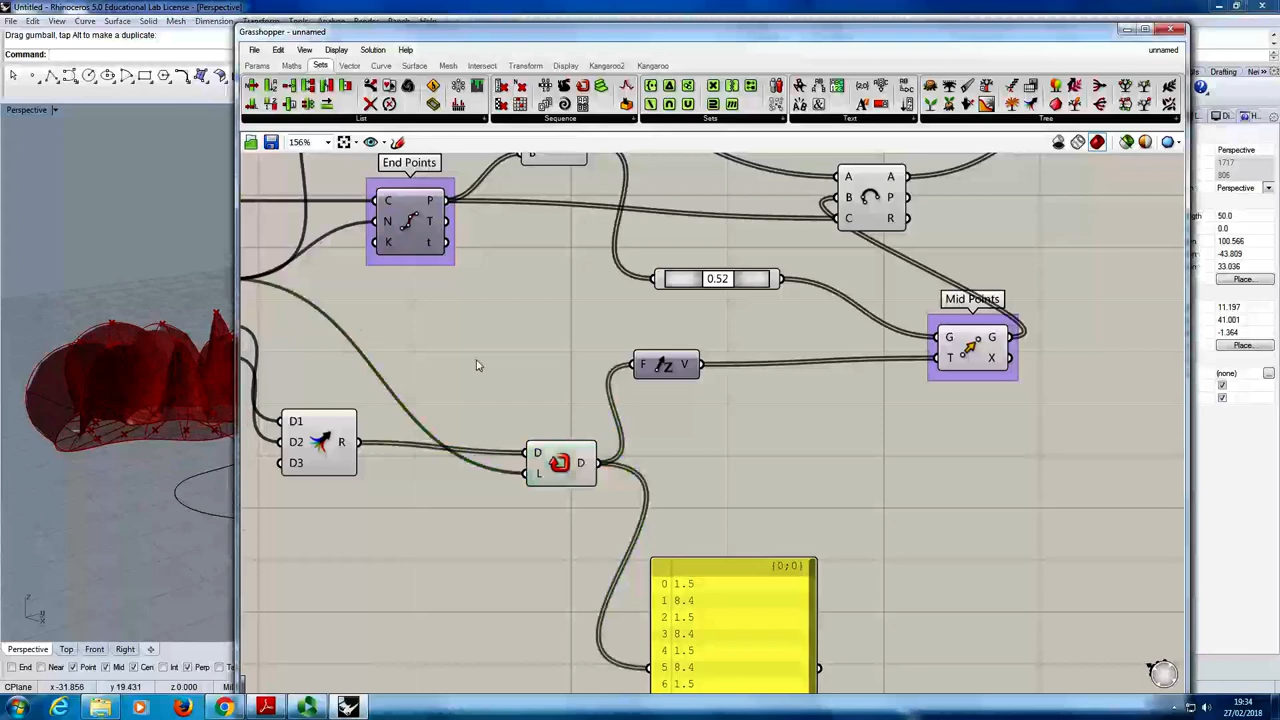 Untitled - Rhinoceros 5.0 Educational Lab License - [Perspective]
File Edit View Curve Surface Solid Mesh Dimension
Drag gumball, tap Alt to make a duplicate:
Command:
Perspective
Grasshopper - unnamed
File Edit View Display Solution Help unnamed
Params Maths Sets Vector Curve Surface Mesh Intersect Transform Display Kangaroo2 Kangaroo
List Sequence Sets Text Tree
156%
End Points
C P
N T
K t
B
A A
B P
C R
0.52
Mid Points
G G
T X
F V
D1
D2 R
D3
D D
L
{0;0}
0 1.5
1 8.4
2 1.5
3 8.4
4 1.5
5 8.4
6 1.5
Drafting
Perspective
1717
806
Perspective
50.0
0.0
100.566
-43.809
33.036
Place...
11.197
41.001
-1.364
Place...
(none)
Perspective Top Front Right
End Near Point Mid Cen Int Perp
CPlane x -31.856 y 19.431 z 0.000
19:34
27/02/2018